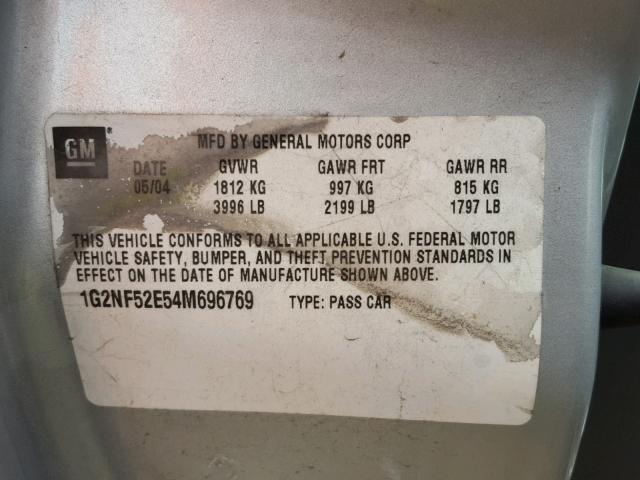 GM ®
MFD BY GENERAL MOTORS CORP
DATE GVWR GAWR FRT GAWR RR
05/04 1812 KG 997 KG 815 KG
3996 LB 2199 LB 1797 LB
THIS VEHICLE CONFORMS TO ALL APPLICABLE U.S. FEDERAL MOTOR
VEHICLE SAFETY, BUMPER, AND THEFT PREVENTION STANDARDS IN
EFFECT ON THE DATE OF MANUFACTURE SHOWN ABOVE.
1G2NF52E54M696769 TYPE: PASS CAR